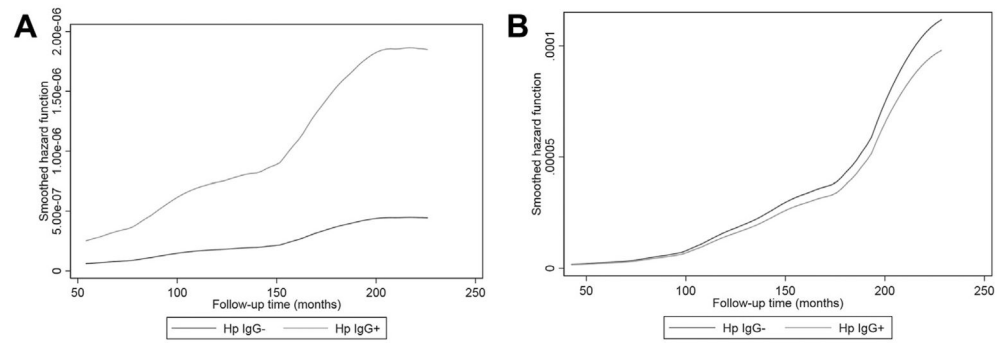 A
Smoothed hazard function
0
5.00e-07
1.00e-06
1.50e-06
2.00e-06
50
100
150
200
250
Follow-up time (months)
Hp IgG- Hp IgG+
B
Smoothed hazard function
0
.00005
.0001
50
100
150
200
250
Follow-up time (months)
Hp IgG- Hp IgG+